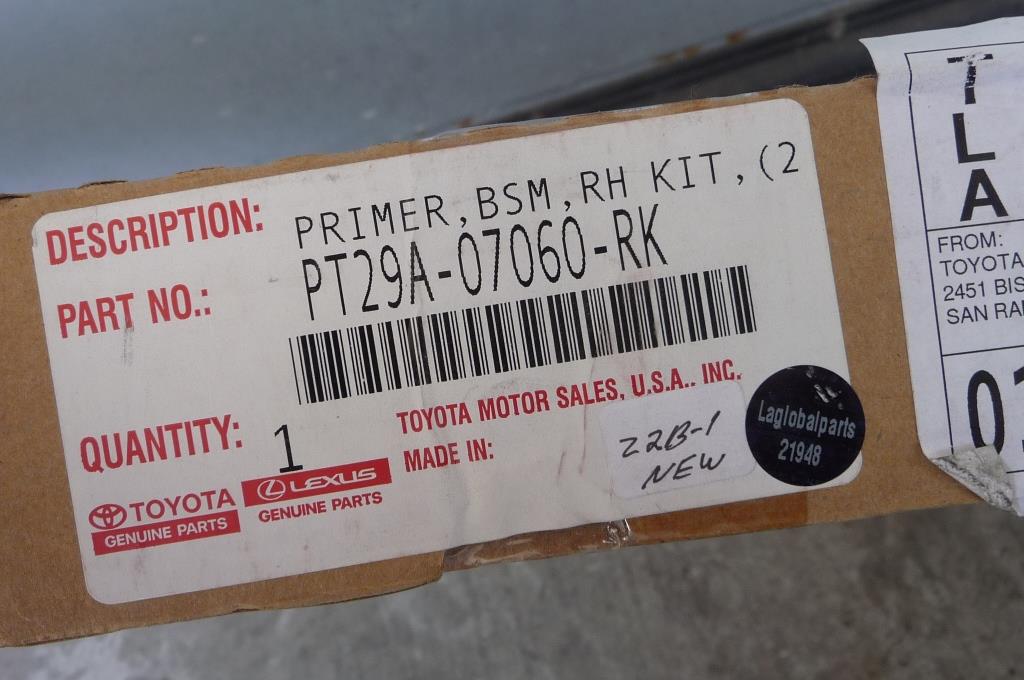 DESCRIPTION: PRIMER,BSM,RH KIT,(2
PART NO.: PT29A-07060-RK
QUANTITY: 1
TOYOTA MOTOR SALES, U.S.A.. INC.
MADE IN:
TOYOTA
GENUINE PARTS
LEXUS
GENUINE PARTS
22B-1
NEW
Laglobalparts
21948
TLA
FROM:
TOYOTA
2451 BIS
SAN RA